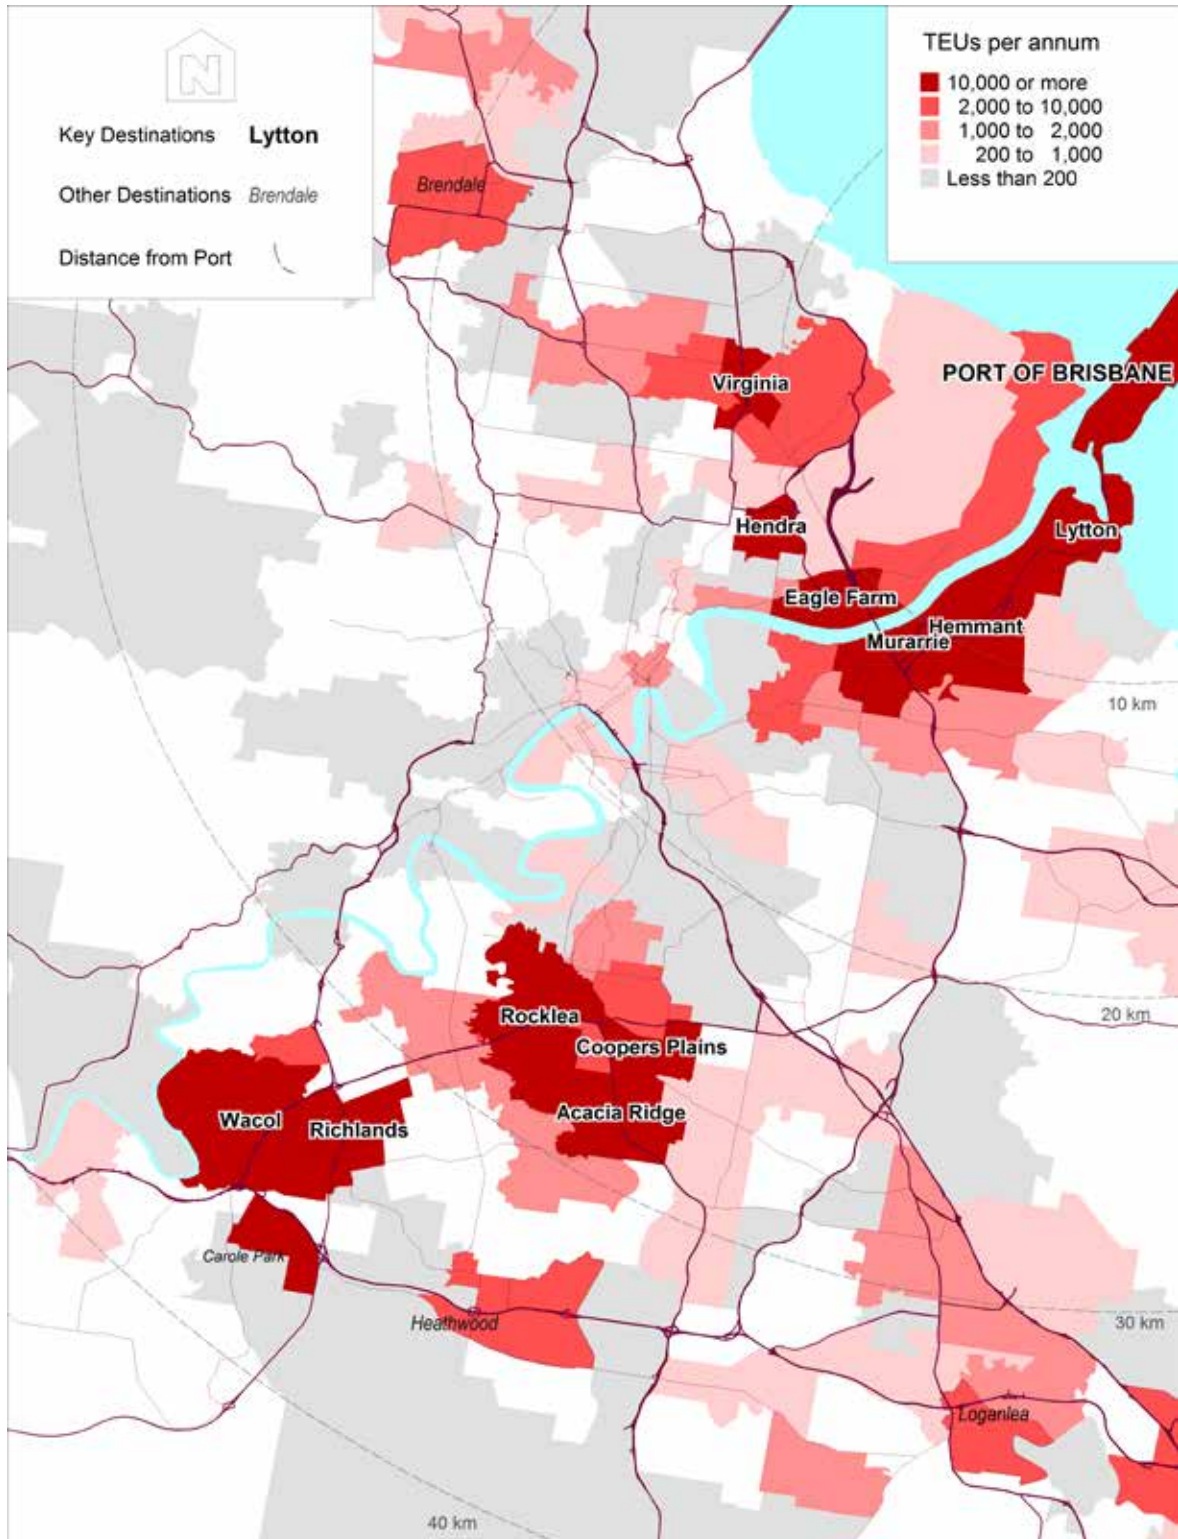 N
Key Destinations Lytton
Other Destinations Brendale
Distance from Port
TEUs per annum
10,000 or more
2,000 to 10,000
1,000 to 2,000
200 to 1,000
Less than 200
Brendale
PORT OF BRISBANE
Virginia
Hendra
Lytton
Eagle Farm
Hemmant
Murarrie
10 km
Rocklea
20 km
Coopers Plains
Acacia Ridge
Wacol
Richlands
Carole Park
Heathwood
30 km
Loganlea
40 km